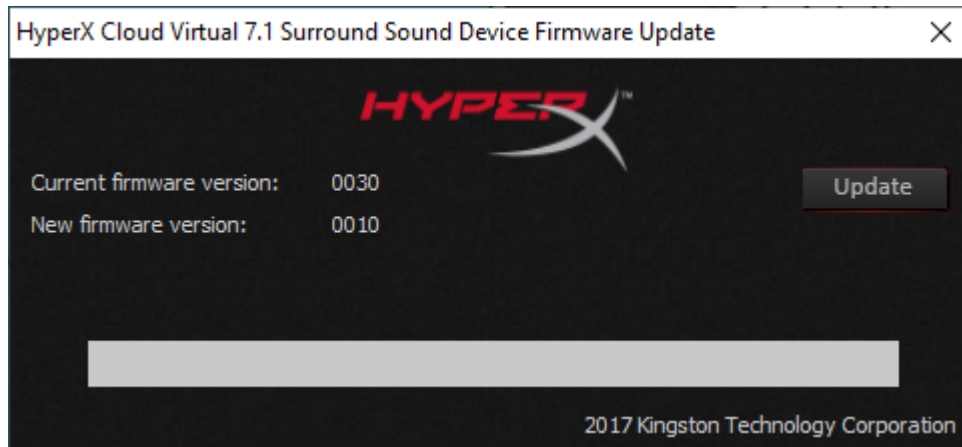 HyperX Cloud Virtual 7.1 Surround Sound Device Firmware Update
HYPERX™
Current firmware version: 0030
Update
New firmware version: 0010
2017 Kingston Technology Corporation